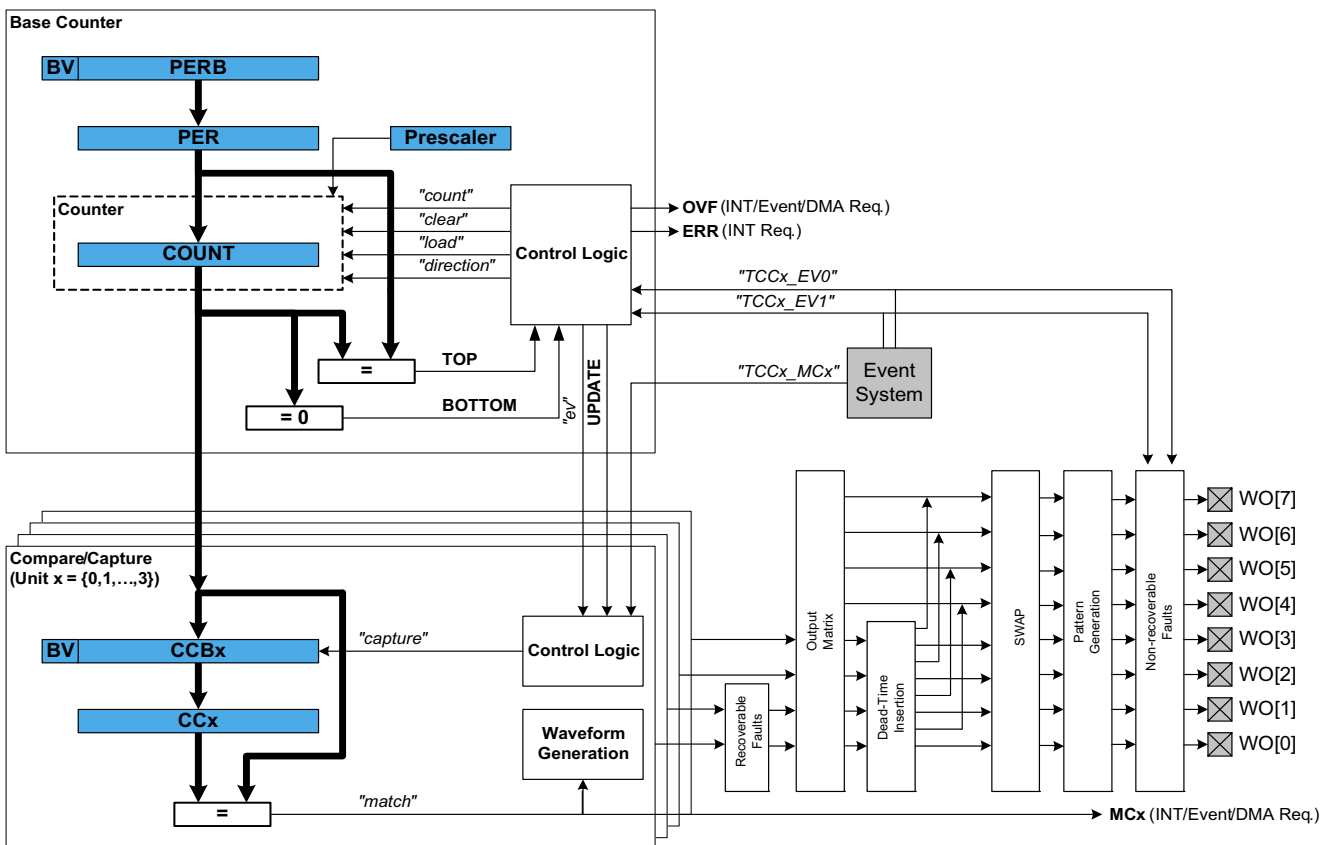 Base Counter
BV PERB
PER
Prescaler
Counter
COUNT
"count"
"clear"
"load"
"direction"
Control Logic
OVF (INT/Event/DMA Req.)
ERR (INT Req.)
"TCCx_EV0"
"TCCx_EV1"
"TCCx_MCx"
Event
System
=
TOP
= 0
BOTTOM
"ev"
UPDATE
Compare/Capture
(Unit x = {0,1,...,3})
BV CCBx
"capture"
Control Logic
CCx
Waveform
Generation
=
"match"
Recoverable
Faults
Output
Matrix
Dead-Time
Insertion
SWAP
Pattern
Generation
Non-recoverable
Faults
WO[7]
WO[6]
WO[5]
WO[4]
WO[3]
WO[2]
WO[1]
WO[0]
MCx (INT/Event/DMA Req.)